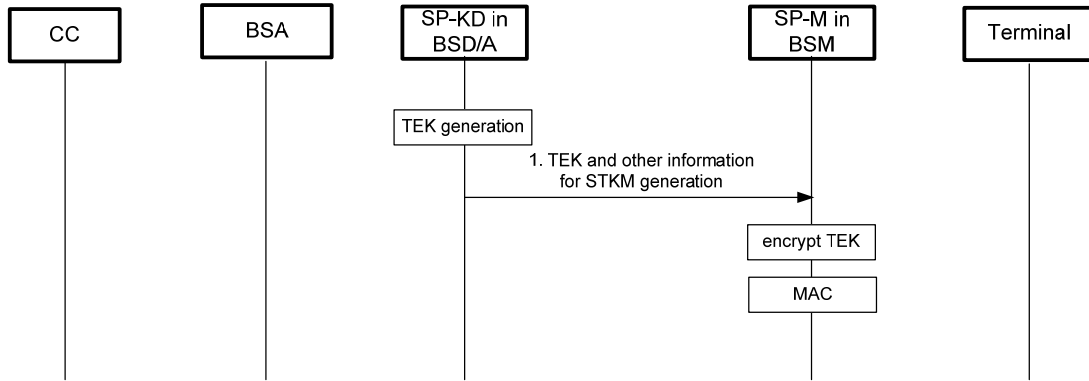 CC
BSA
SP-KD in
BSD/A
SP-M in
BSM
Terminal
TEK generation
1. TEK and other information
for STKM generation
encrypt TEK
MAC